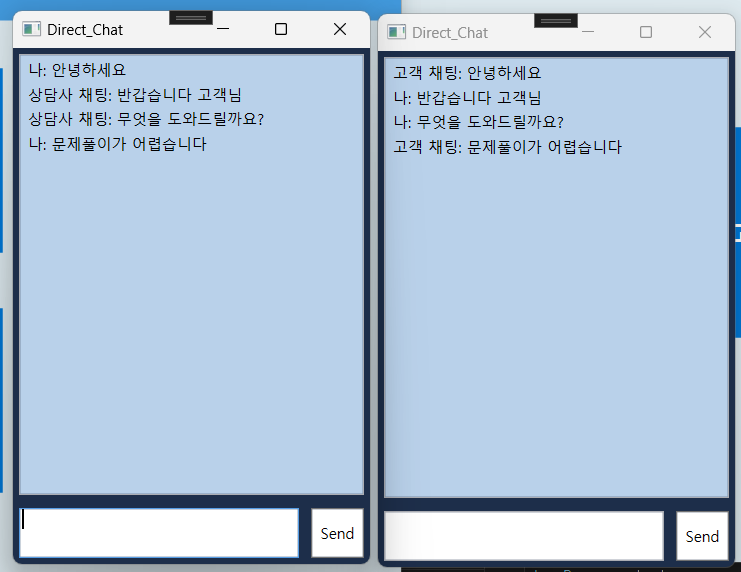 Direct_Chat
나: 안녕하세요
상담사 채팅: 반갑습니다 고객님
상담사 채팅: 무엇을 도와드릴까요?
나: 문제풀이가 어렵습니다
Send
Direct_Chat
고객 채팅: 안녕하세요
나: 반갑습니다 고객님
나: 무엇을 도와드릴까요?
고객 채팅: 문제풀이가 어렵습니다
Send